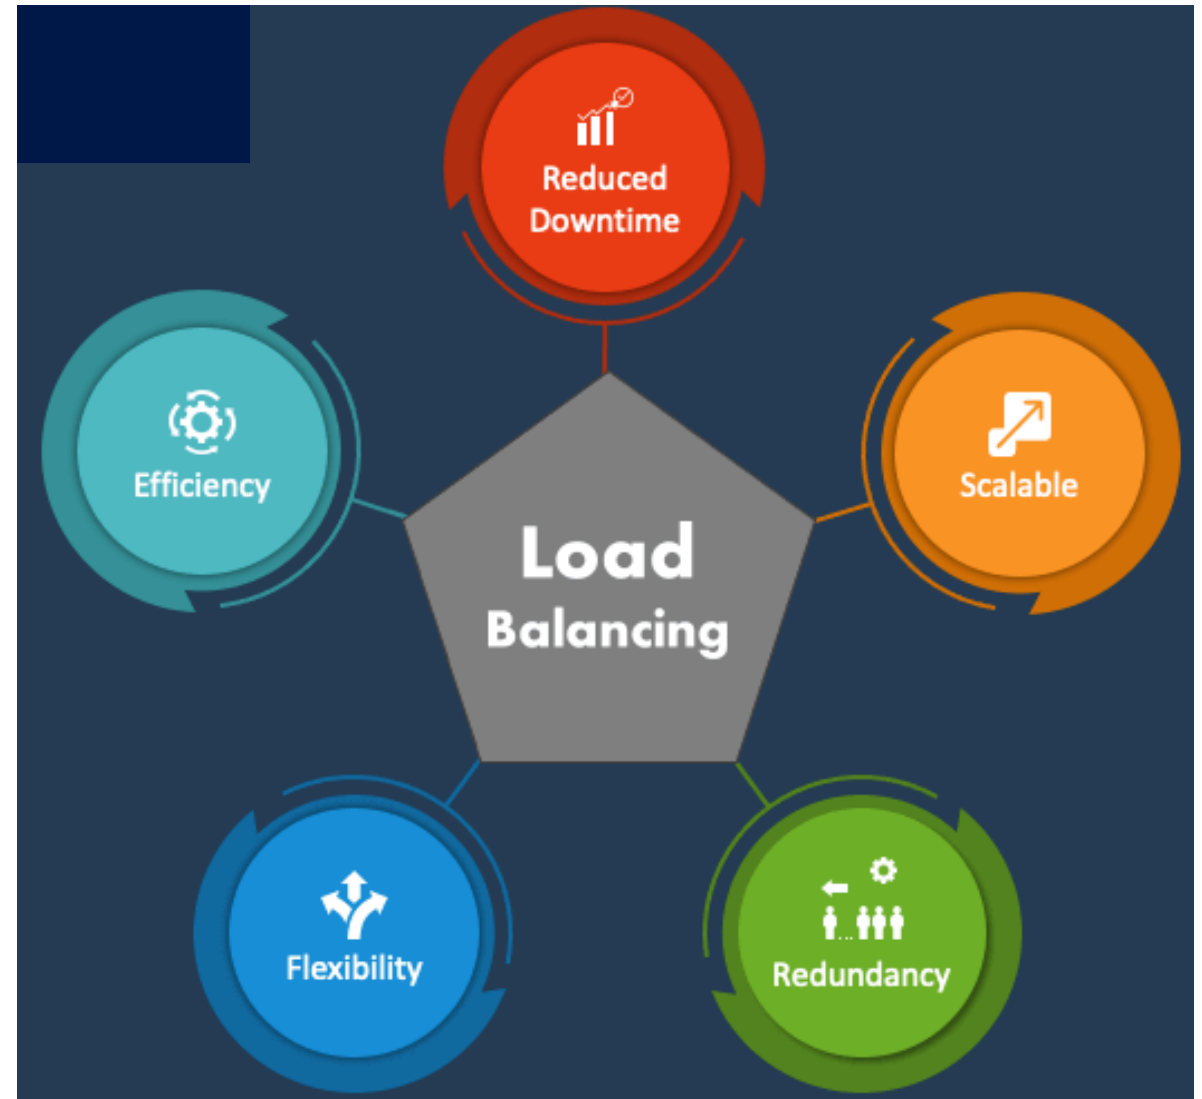 Reduced
Downtime
Efficiency
Scalable
Load
Balancing
Flexibility
Redundancy